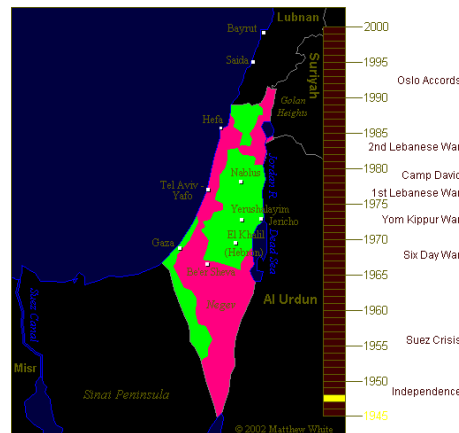 Lubnan
Bayrut
Saida
Suriyah
Golan
Heights
Hefa
Jordan R.
Nablus
Tel Aviv -
Yafo
Yerushalayim
Jericho
Gaza
El Khalil
(Hebron)
Dead Sea
Negev
Al Urdun
Suez Canal
Misr
Sinai Peninsula
© 2002 Matthew White
2000
1995
Oslo Accords
1990
1985
2nd Lebanese War
1980
Camp David
1st Lebanese War
1975
Yom Kippur War
1970
Six Day War
1965
1960
1955
Suez Crisis
1950
Independence
1945